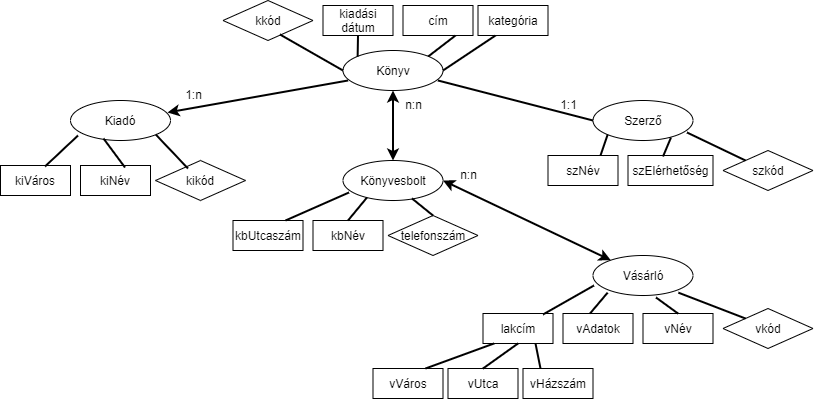 kkód
kiadási
dátum
cím
kategória
Könyv
1:n
n:n
1:1
Kiadó
Szerző
kiVáros
kiNév
kikód
szNév
szElérhetőség
szkód
Könyvesbolt
n:n
kbUtcaszám
kbNév
telefonszám
Vásárló
lakcím
vAdatok
vNév
vkód
vVáros
vUtca
vHázszám